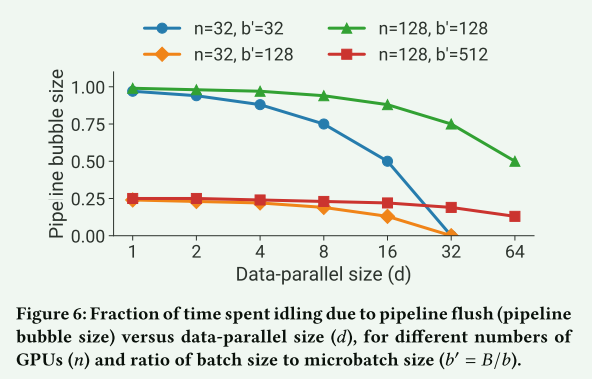 n=32, b'=32
n=128, b'=128
n=32, b'=128
n=128, b'=512
Pipeline bubble size
1.00
0.75
0.50
0.25
0.00
1 2 4 8 16 32 64
Data-parallel size (d)
Figure 6: Fraction of time spent idling due to pipeline flush (pipeline
bubble size) versus data-parallel size (d), for different numbers of
GPUs (n) and ratio of batch size to microbatch size (b′ = B/b).